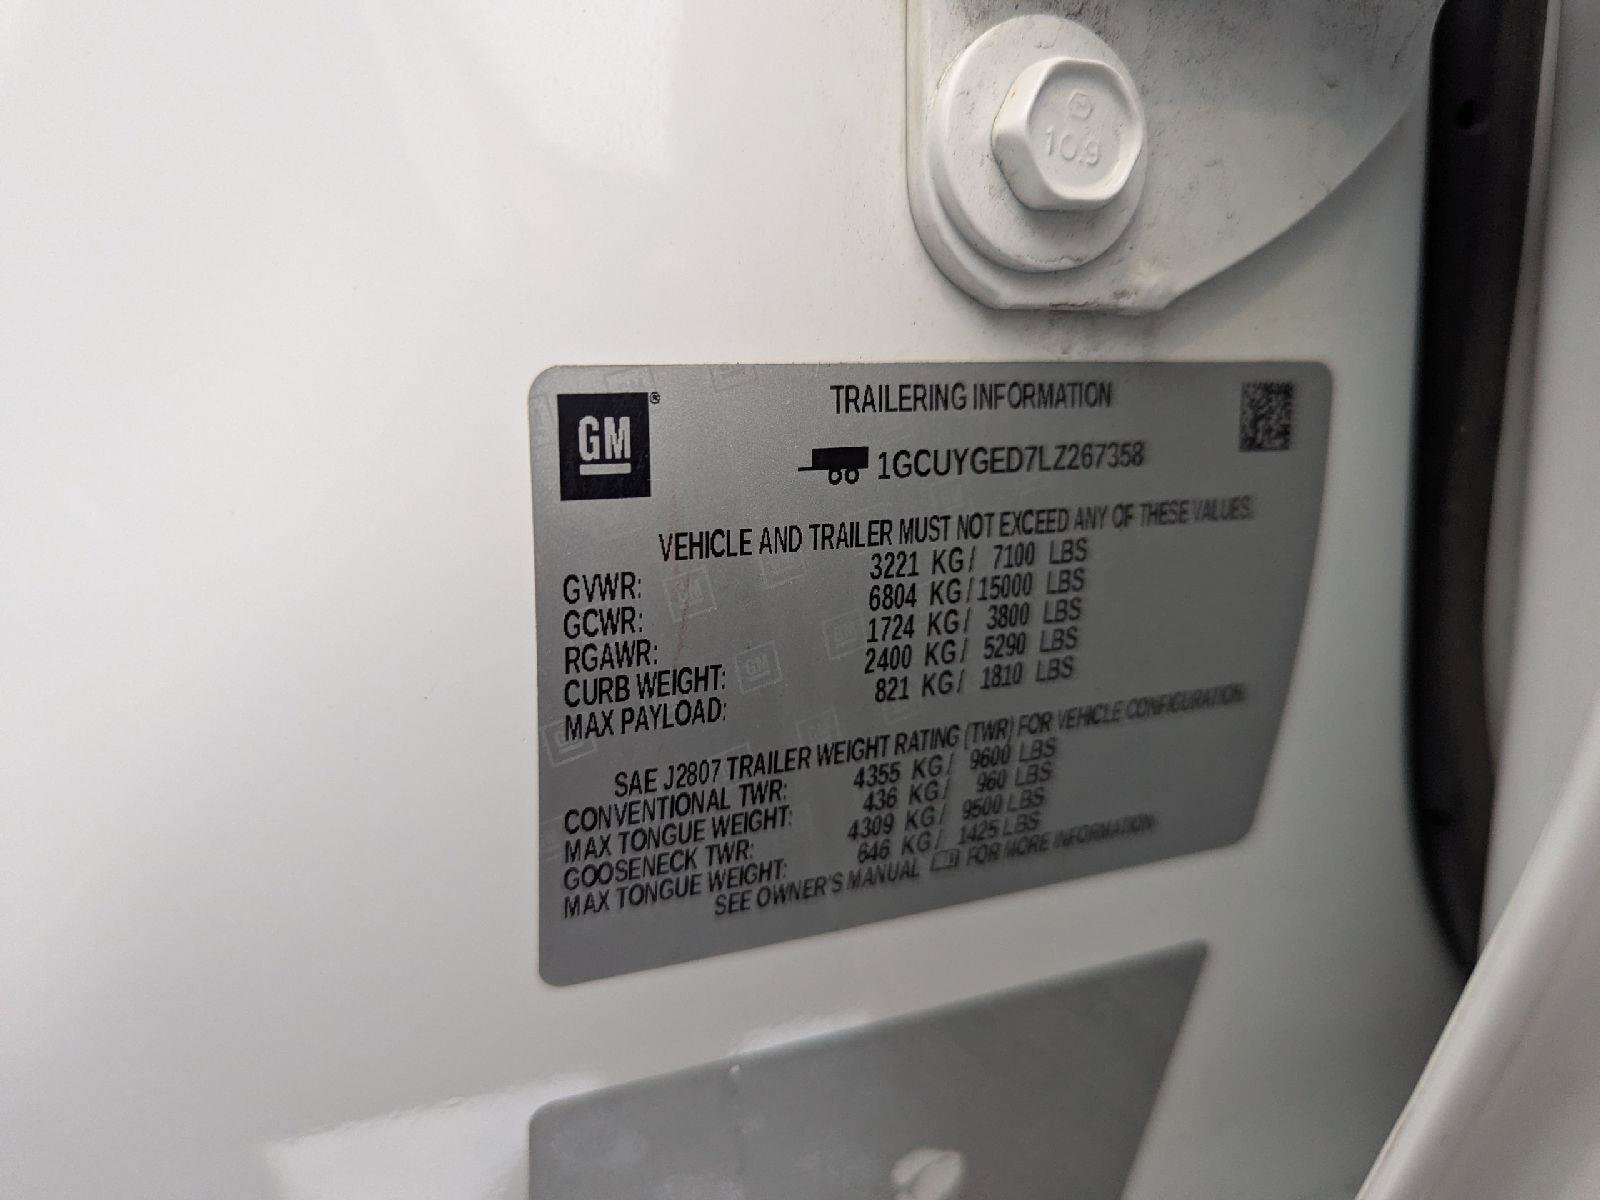 10.9
GM®
TRAILERING INFORMATION
1GCUYGED7LZ267358
VEHICLE AND TRAILER MUST NOT EXCEED ANY OF THESE VALUES.
GVWR: 3221 KG/ 7100 LBS
GCWR: 6804 KG/15000 LBS
RGAWR: 1724 KG/ 3800 LBS
CURB WEIGHT: 2400 KG/ 5290 LBS
MAX PAYLOAD: 821 KG/ 1810 LBS
SAE J2807 TRAILER WEIGHT RATING (TWR) FOR VEHICLE CONFIGURATION.
CONVENTIONAL TWR: 4355 KG/ 9600 LBS
MAX TONGUE WEIGHT: 436 KG/ 960 LBS
GOOSENECK TWR: 4309 KG/ 9500 LBS
MAX TONGUE WEIGHT: 646 KG/ 1425 LBS
SEE OWNER'S MANUAL FOR MORE INFORMATION.